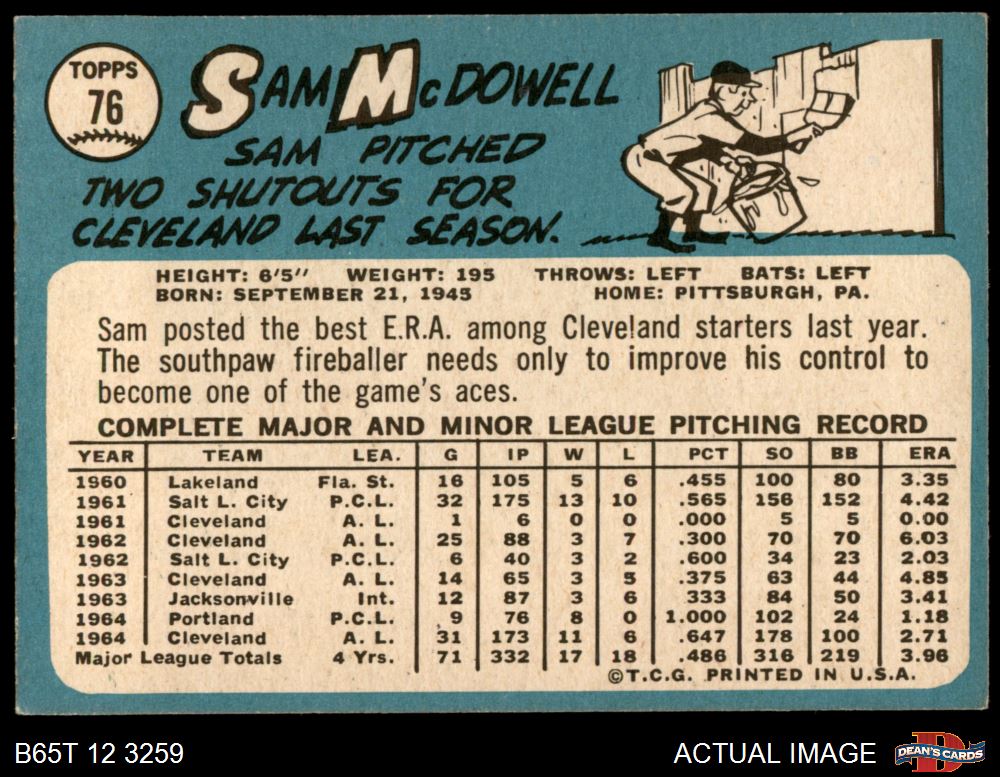 TOPPS
76
SAM McDOWELL
SAM PITCHED
TWO SHUTOUTS FOR
CLEVELAND LAST SEASON.
HEIGHT: 6'5" WEIGHT: 195 THROWS: LEFT BATS: LEFT
BORN: SEPTEMBER 21, 1945 HOME: PITTSBURGH, PA.
Sam posted the best E.R.A. among Cleveland starters last year.
The southpaw fireballer needs only to improve his control to
become one of the game's aces.
COMPLETE MAJOR AND MINOR LEAGUE PITCHING RECORD
YEAR TEAM LEA. G IP W L PCT SO BB ERA
1960 Lakeland Fla. St. 16 105 5 6 .455 100 80 3.35
1961 Salt L. City P.C.L. 32 175 13 10 .565 156 152 4.42
1961 Cleveland A. L. 1 6 0 0 .000 5 5 0.00
1962 Cleveland A. L. 25 88 3 7 .300 70 70 6.03
1962 Salt L. City P.C.L. 6 40 3 2 .600 34 23 2.03
1963 Cleveland A. L. 14 65 3 5 .375 63 44 4.85
1963 Jacksonville Int. 12 87 3 6 .333 84 50 3.41
1964 Portland P.C.L. 9 76 8 0 1.000 102 24 1.18
1964 Cleveland A. L. 31 173 11 6 .647 178 100 2.71
Major League Totals 4 Yrs. 71 332 17 18 .486 316 219 3.96
©T.C.G. PRINTED IN U.S.A.
B65T 12 3259 ACTUAL IMAGE DEAN'S CARDS